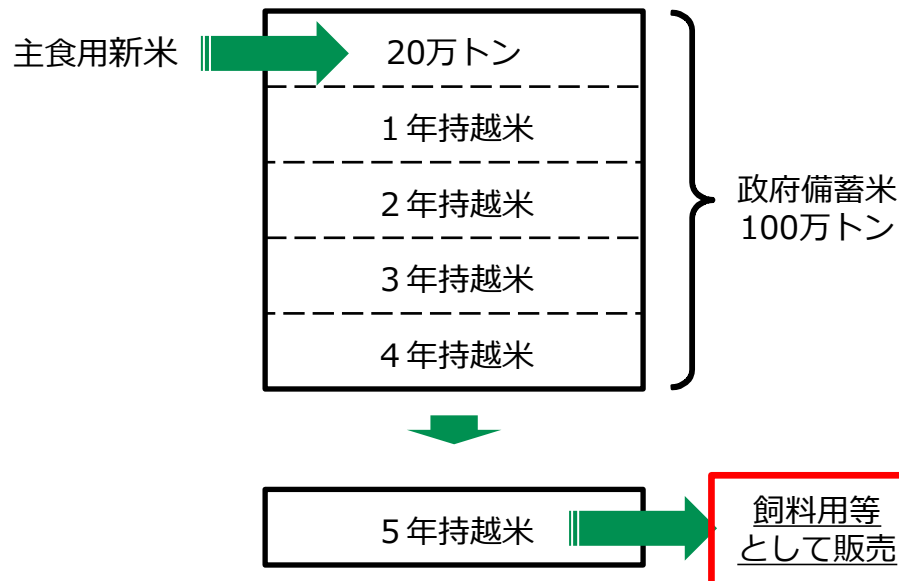 主食用新米
20万トン
１年持越米
２年持越米
３年持越米
４年持越米
政府備蓄米
100万トン
５年持越米
飼料用等
として販売